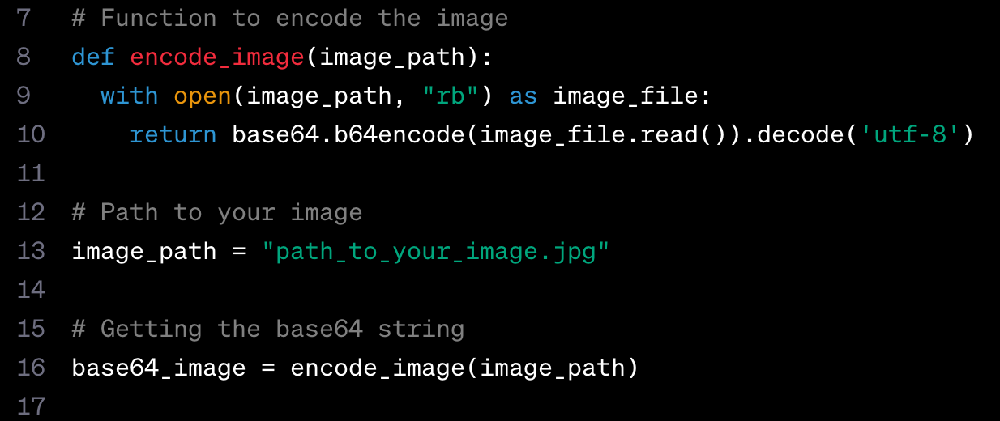 7 # Function to encode the image
8 def encode_image(image_path):
9   with open(image_path, "rb") as image_file:
10     return base64.b64encode(image_file.read()).decode('utf-8')
11
12 # Path to your image
13 image_path = "path_to_your_image.jpg"
14
15 # Getting the base64 string
16 base64_image = encode_image(image_path)
17